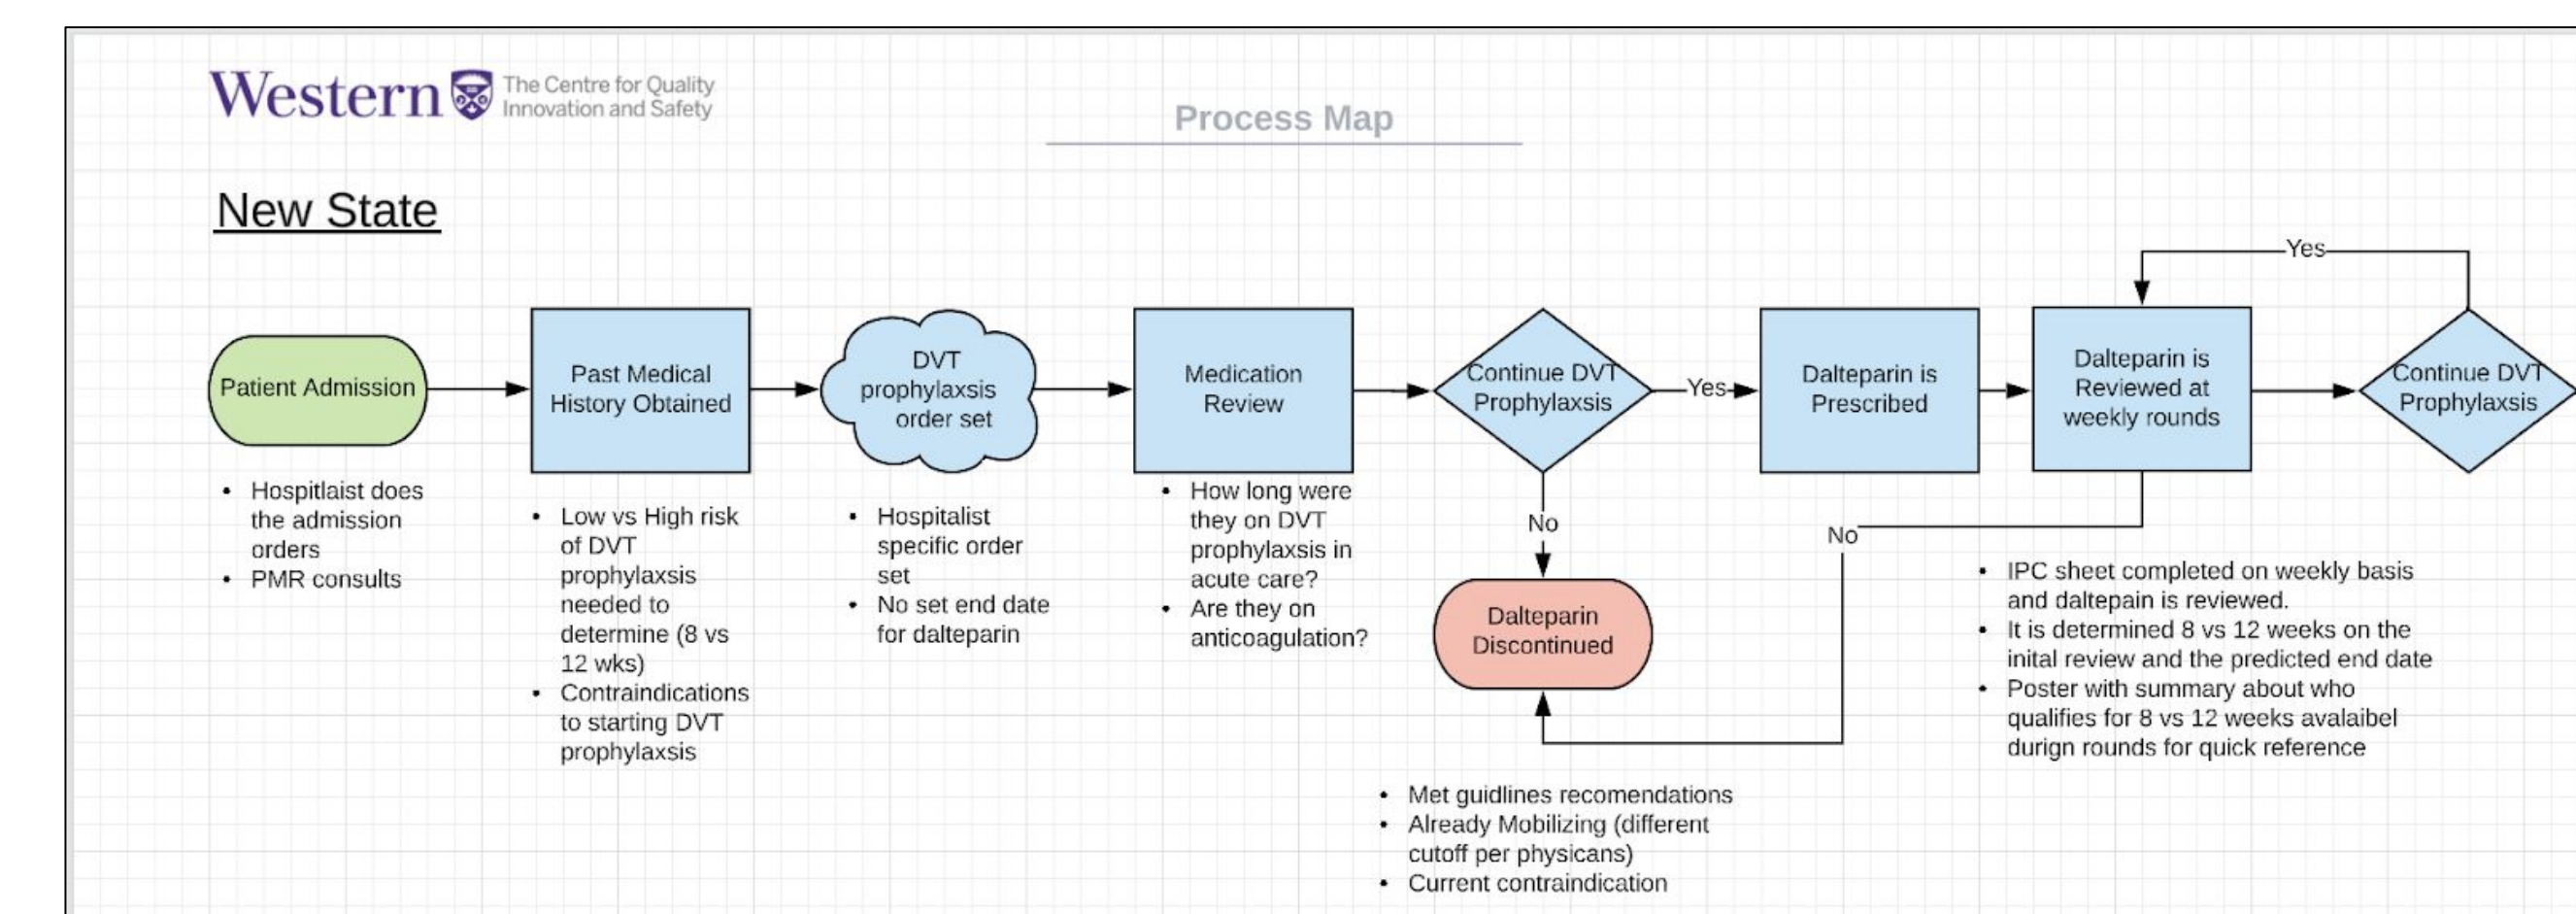 Western
The Centre for Quality
Innovation and Safety
Process Map
New State
Yes
Patient Admission
Past Medical
History Obtained
DVT
prophylaxsis
order set
Medication
Review
Continue DVT
Prophylaxsis
Yes
Dalteparin is
Prescribed
Dalteparin is
Reviewed at
weekly rounds
Continue DVT
Prophylaxsis
• Hospitlaist does
the admission
orders
• PMR consults
• Low vs High risk
of DVT
prophylaxsis
needed to
determine (8 vs
12 wks)
• Contraindications
to starting DVT
prophylaxsis
• Hospitalist
specific order
set
• No set end date
for dalteparin
• How long were
they on DVT
prophylaxsis in
acute care?
• Are they on
anticoagulation?
No
Dalteparin
Discontinued
No
• IPC sheet completed on weekly basis
and daltepain is reviewed.
• It is determined 8 vs 12 weeks on the
inital review and the predicted end date
• Poster with summary about who
qualifies for 8 vs 12 weeks avalaibel
durign rounds for quick reference
• Met guidlines recomendations
• Already Mobilizing (different
cutoff per physicans)
• Current contraindication